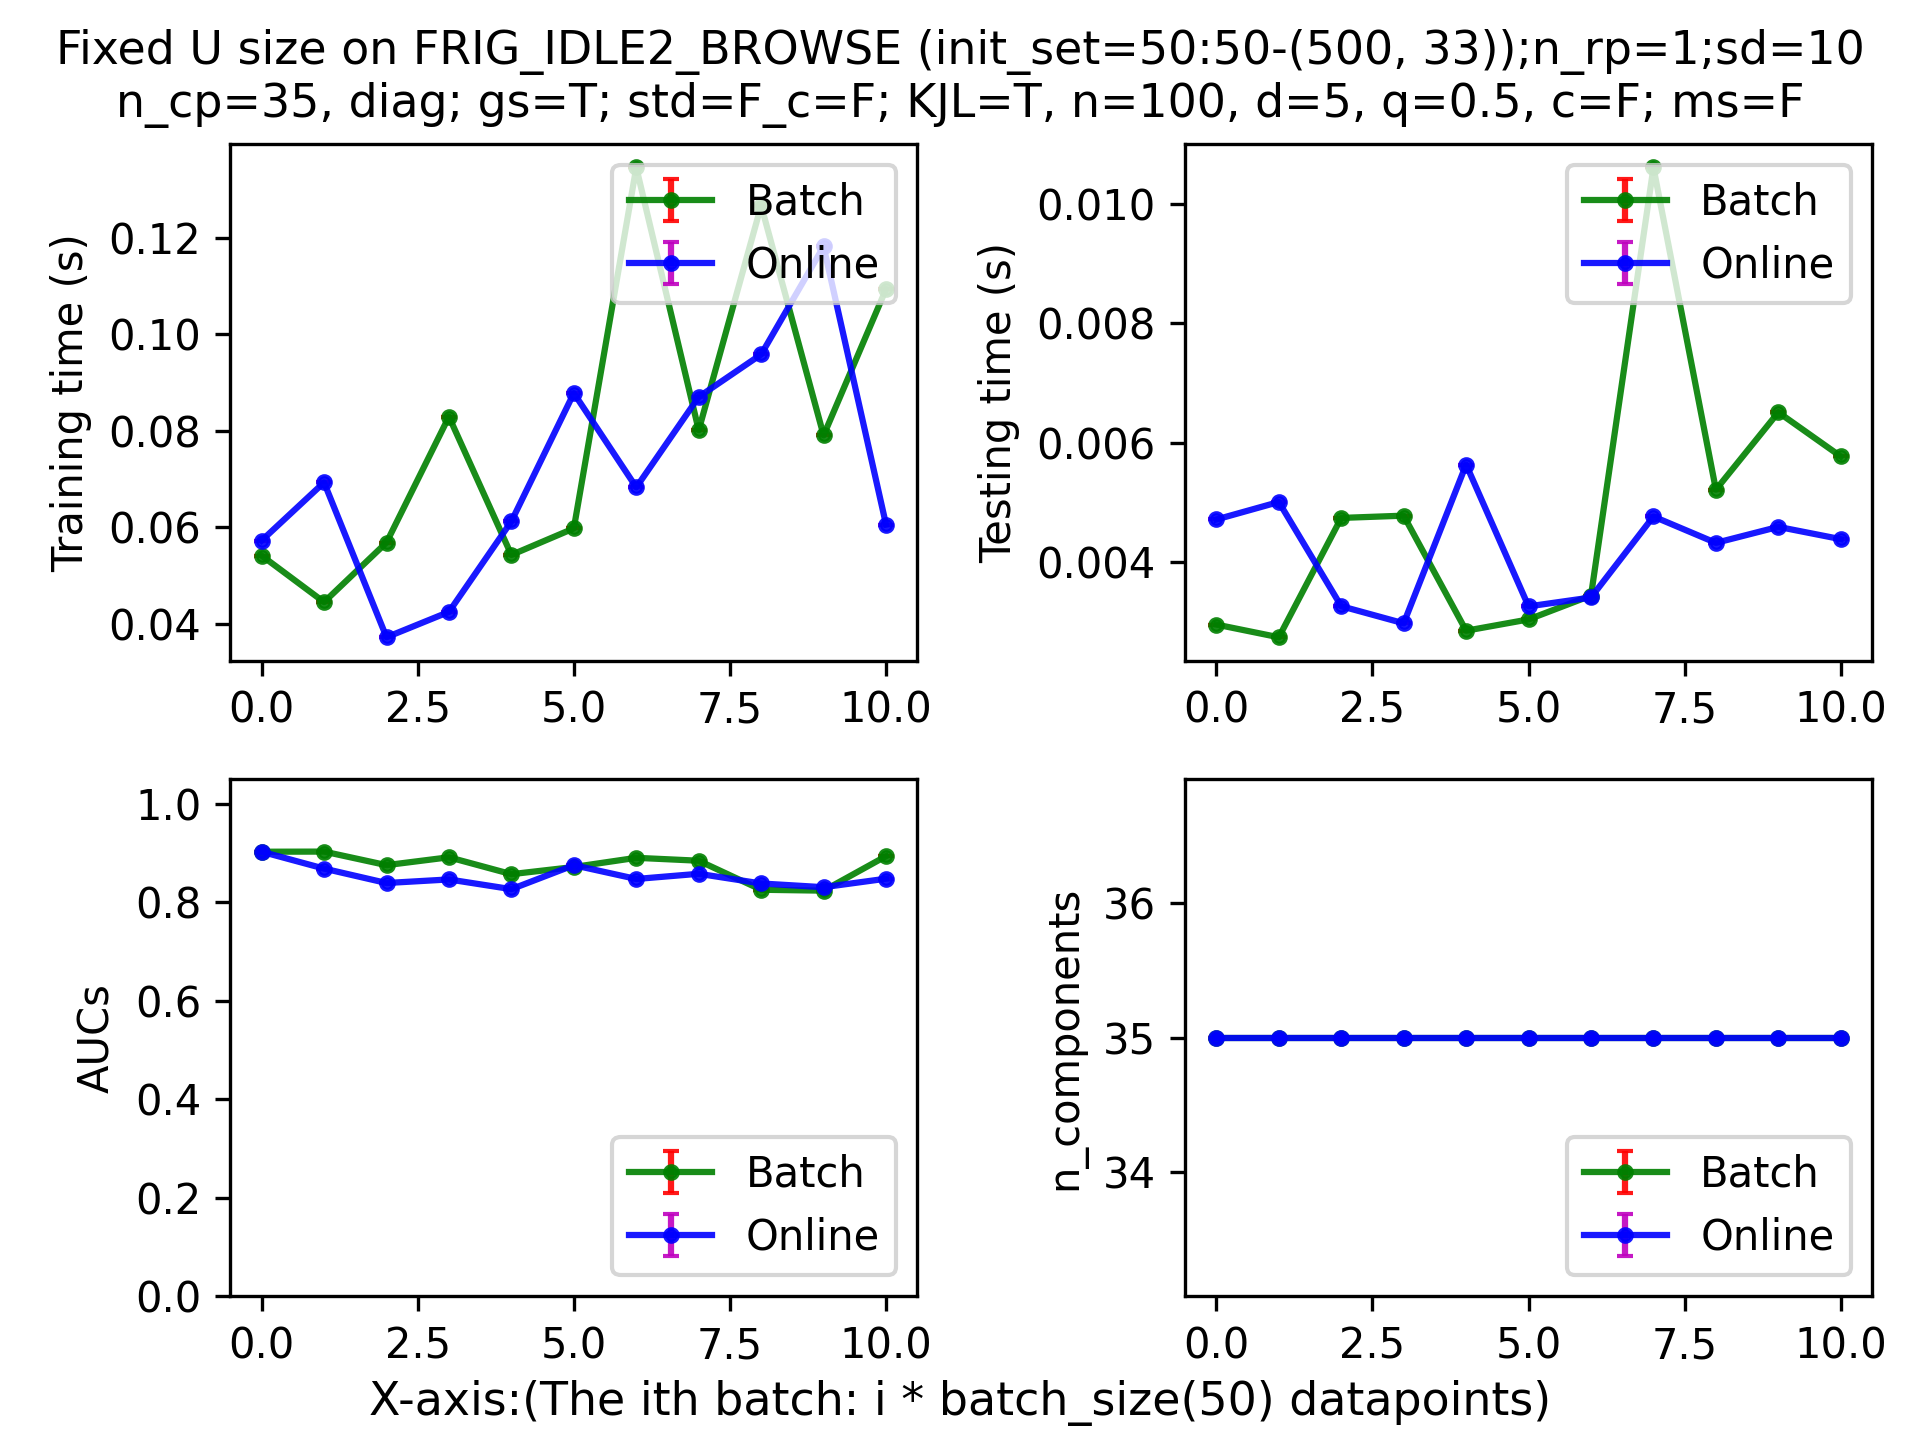 Fixed U size on FRIG_IDLE2_BROWSE (init_set=50:50-(500, 33));n_rp=1;sd=10
n_cp=35, diag; gs=T; std=F_c=F; KJL=T, n=100, d=5, q=0.5, c=F; ms=F
Training time (s)
0.12
0.10
0.08
0.06
0.04
0.0 2.5 5.0 7.5 10.0
Batch
Online
Testing time (s)
0.010
0.008
0.006
0.004
0.0 2.5 5.0 7.5 10.0
Batch
Online
AUCs
1.0
0.8
0.6
0.4
0.2
0.0
0.0 2.5 5.0 7.5 10.0
Batch
Online
n_components
36
35
34
0.0 2.5 5.0 7.5 10.0
Batch
Online
X-axis:(The ith batch: i * batch_size(50) datapoints)